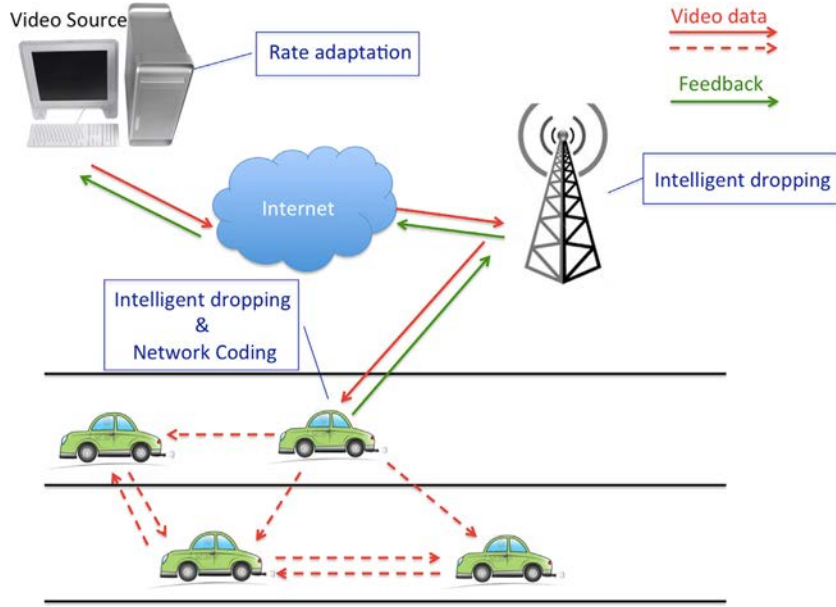 Video Source
Rate adaptation
Video data
Feedback
Internet
Intelligent dropping
Intelligent dropping
&
Network Coding